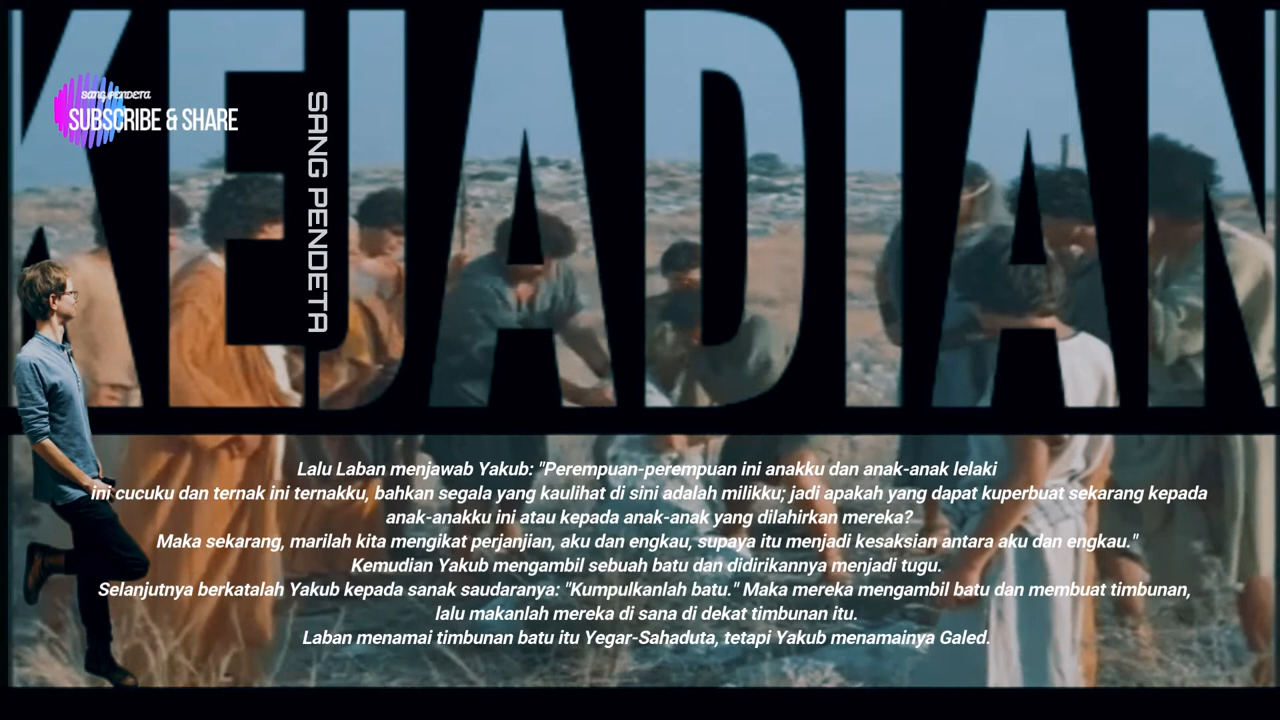 KEJADIAN
sang pendeta
SUBSCRIBE & SHARE
SANG PENDETA
Lalu Laban menjawab Yakub: "Perempuan-perempuan ini anakku dan anak-anak lelaki
ini cucuku dan ternak ini ternakku, bahkan segala yang kaulihat di sini adalah milikku; jadi apakah yang dapat kuperbuat sekarang kepada
anak-anakku ini atau kepada anak-anak yang dilahirkan mereka?
Maka sekarang, marilah kita mengikat perjanjian, aku dan engkau, supaya itu menjadi kesaksian antara aku dan engkau."
Kemudian Yakub mengambil sebuah batu dan didirikannya menjadi tugu.
Selanjutnya berkatalah Yakub kepada sanak saudaranya: "Kumpulkanlah batu." Maka mereka mengambil batu dan membuat timbunan,
lalu makanlah mereka di sana di dekat timbunan itu.
Laban menamai timbunan batu itu Yegar-Sahaduta, tetapi Yakub menamainya Galed.